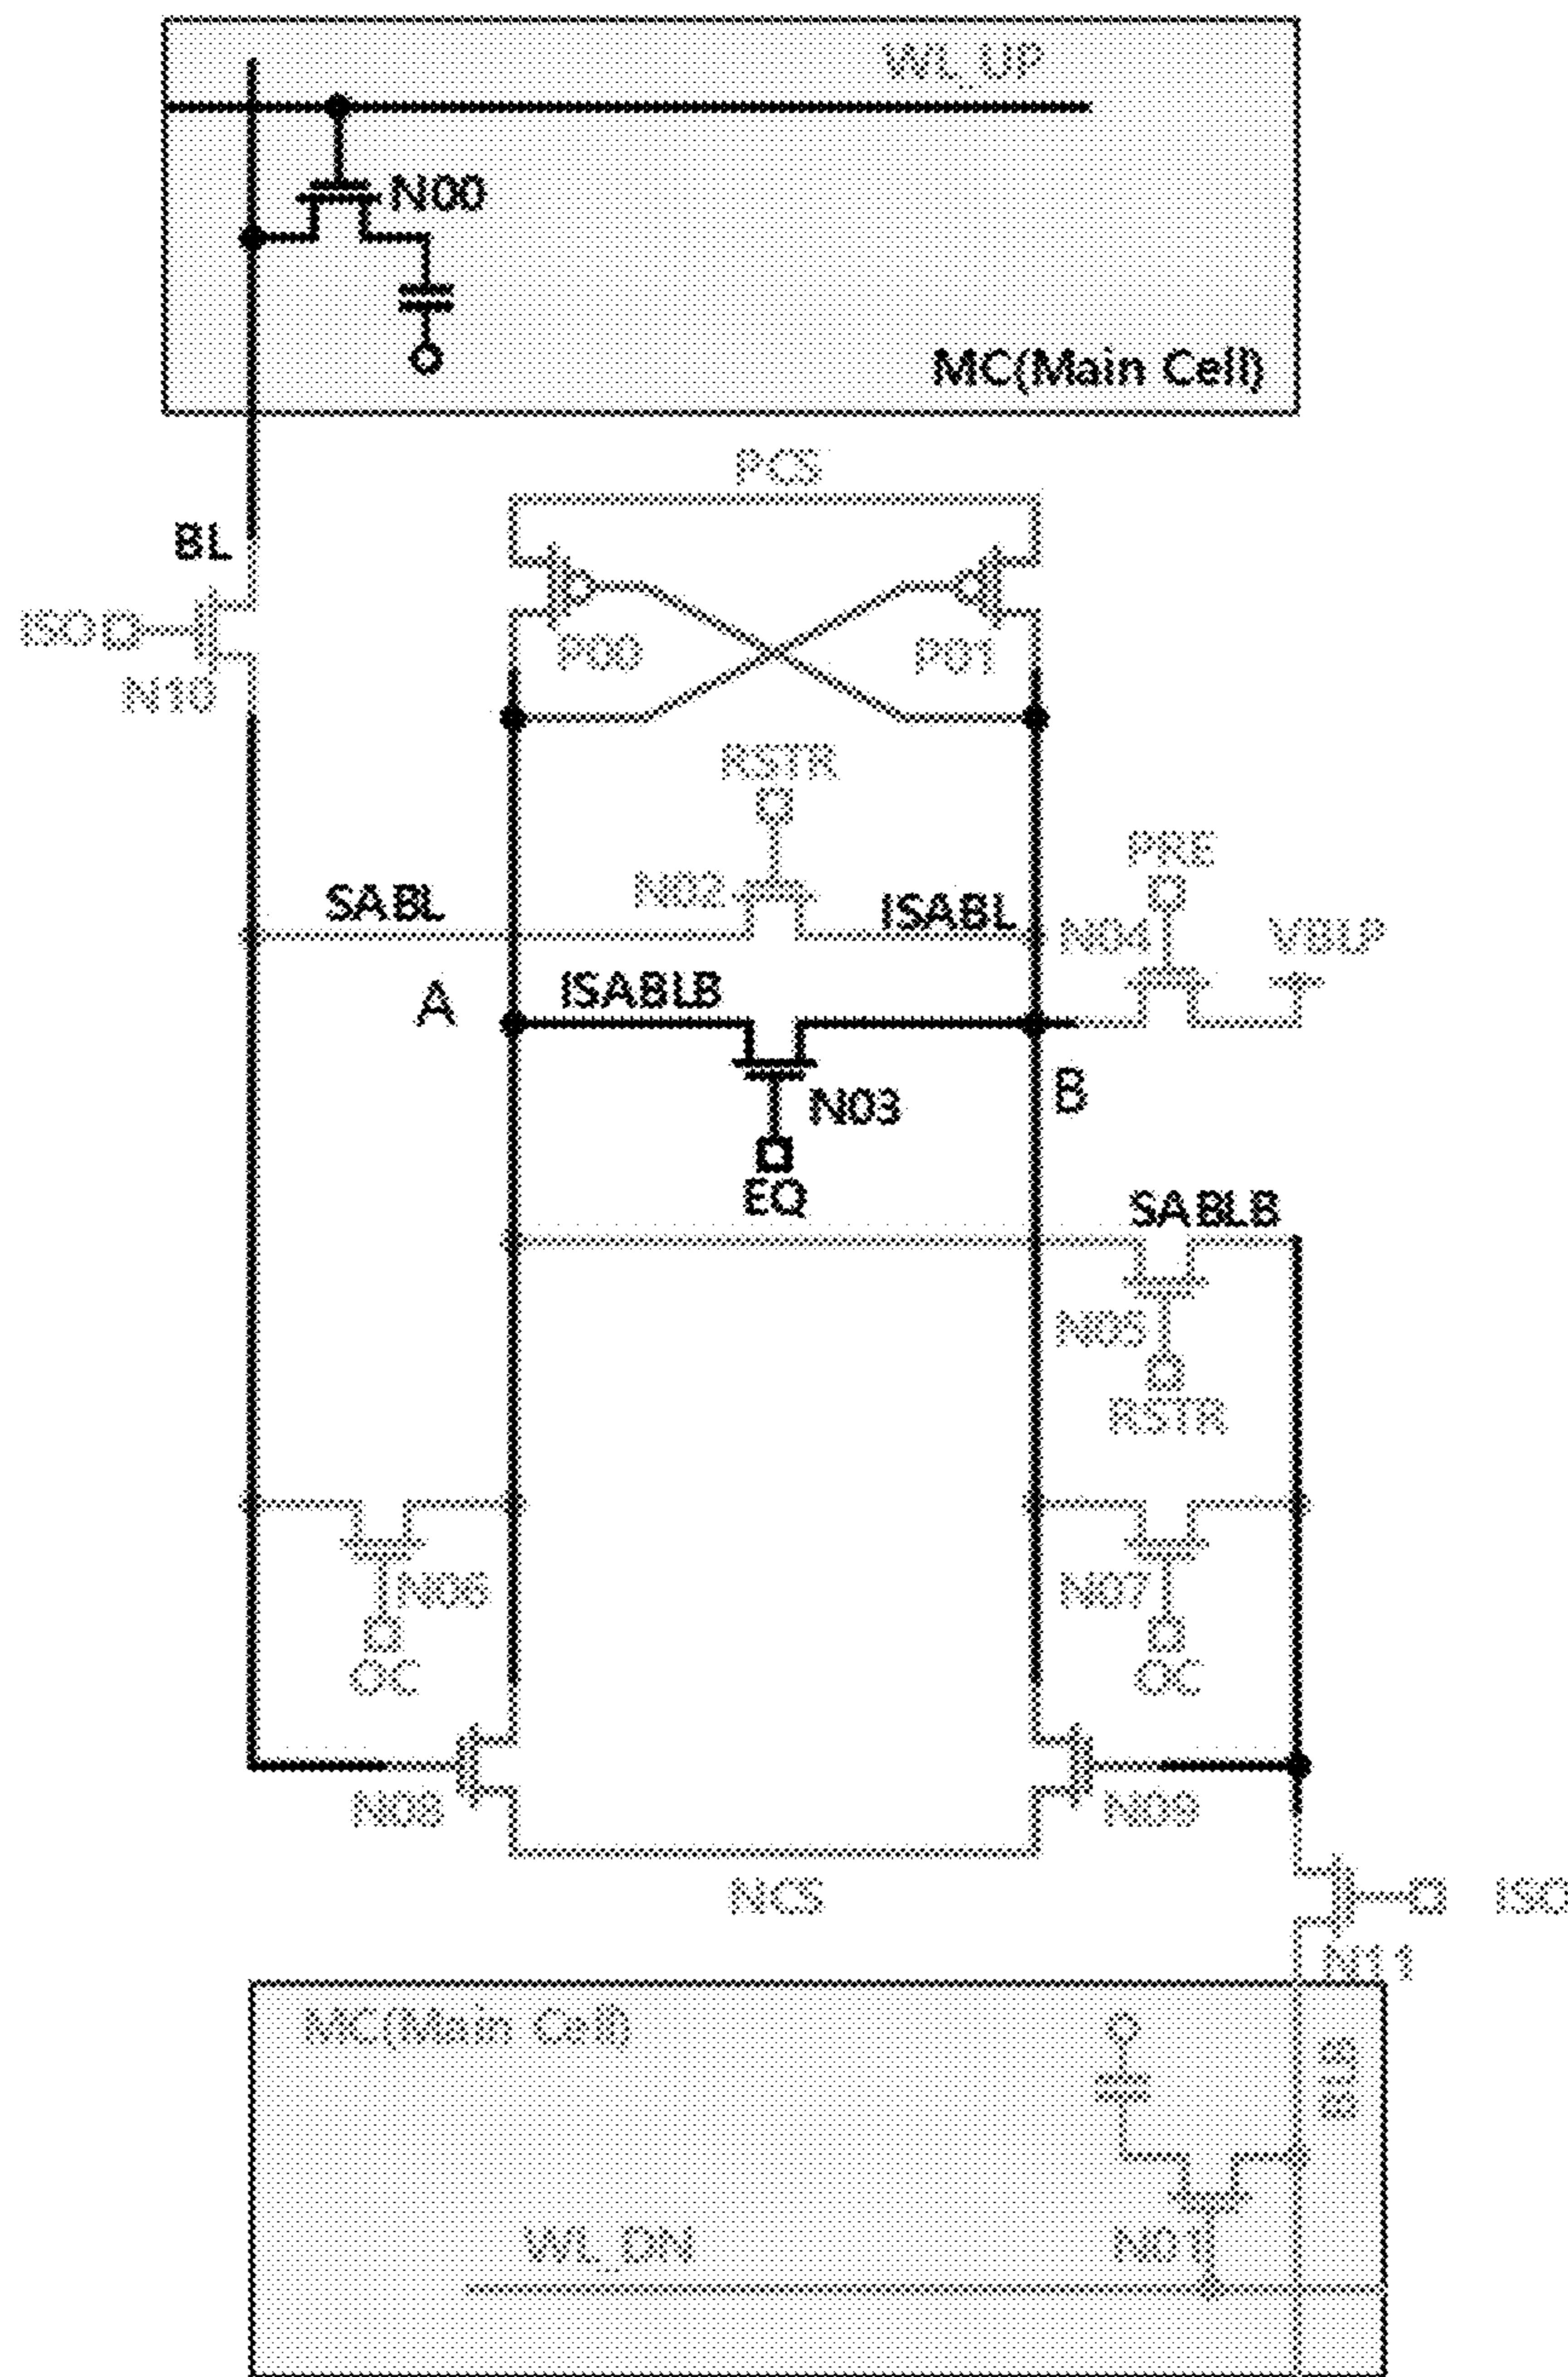 WL_UP
N00
MC(Main Cell)
PCS
BL
ISO
P00
P01
N10
RSTR
PRE
N02
SABL
ISABL
N04
VBLP
ISABLB
A
B
N03
EQ
SABLB
N05
RSTR
N06
N07
OC
OC
N08
N09
NCS
ISO
N11
MC(Main Cell)
BLB
WL_DN
N01